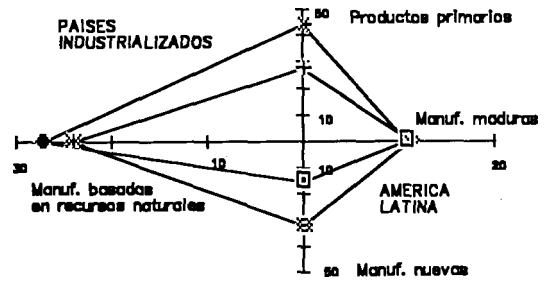 50 Productos primarios
PAISES
INDUSTRIALIZADOS
10
Manuf. maduras
30
10
10
20
Manuf. basadas
en recursos naturales
AMERICA
LATINA
50 Manuf. nuevas